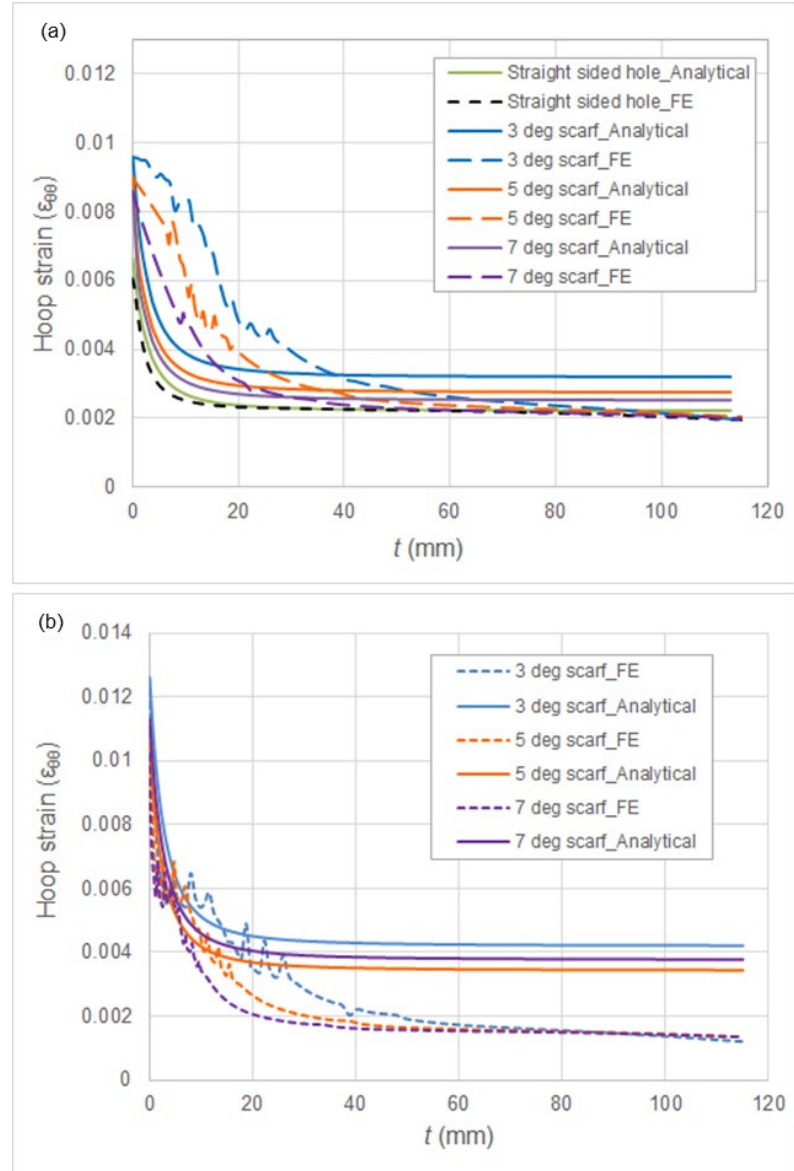 (a)
0.012
0.01
0.008
0.006
0.004
0.002
0
Hoop strain (εθθ)
Straight sided hole_Analytical
Straight sided hole_FE
3 deg scarf_Analytical
3 deg scarf_FE
5 deg scarf_Analytical
5 deg scarf_FE
7 deg scarf_Analytical
7 deg scarf_FE
0 20 40 60 80 100 120
t (mm)
(b)
0.014
0.012
0.01
0.008
0.006
0.004
0.002
0
Hoop strain (εθθ)
3 deg scarf_FE
3 deg scarf_Analytical
5 deg scarf_FE
5 deg scarf_Analytical
7 deg scarf_FE
7 deg scarf_Analytical
0 20 40 60 80 100 120
t (mm)